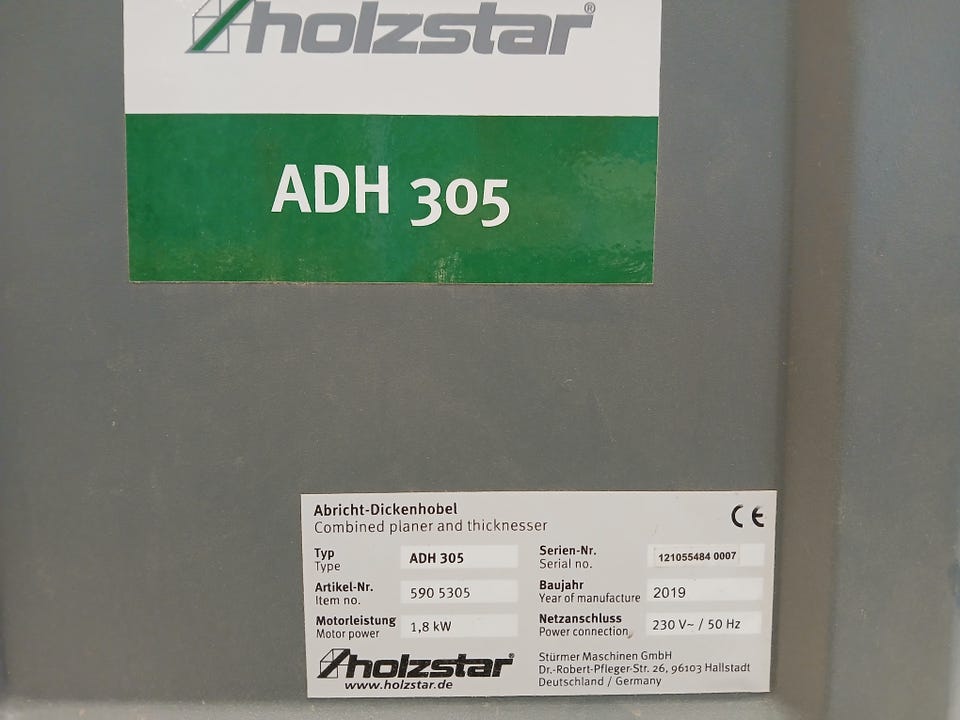 holzstar®
ADH 305
Abricht-Dickenhobel
Combined planer and thicknesser
CE
Typ
Type
ADH 305
Serien-Nr.
Serial no.
121055484 0007
Artikel-Nr.
Item no.
590 5305
Baujahr
Year of manufacture
2019
Motorleistung
Motor power
1,8 kW
Netzanschluss
Power connection
230 V~ / 50 Hz
holzstar®
www.holzstar.de
Stürmer Maschinen GmbH
Dr.-Robert-Pfleger-Str. 26, 96103 Hallstadt
Deutschland / Germany